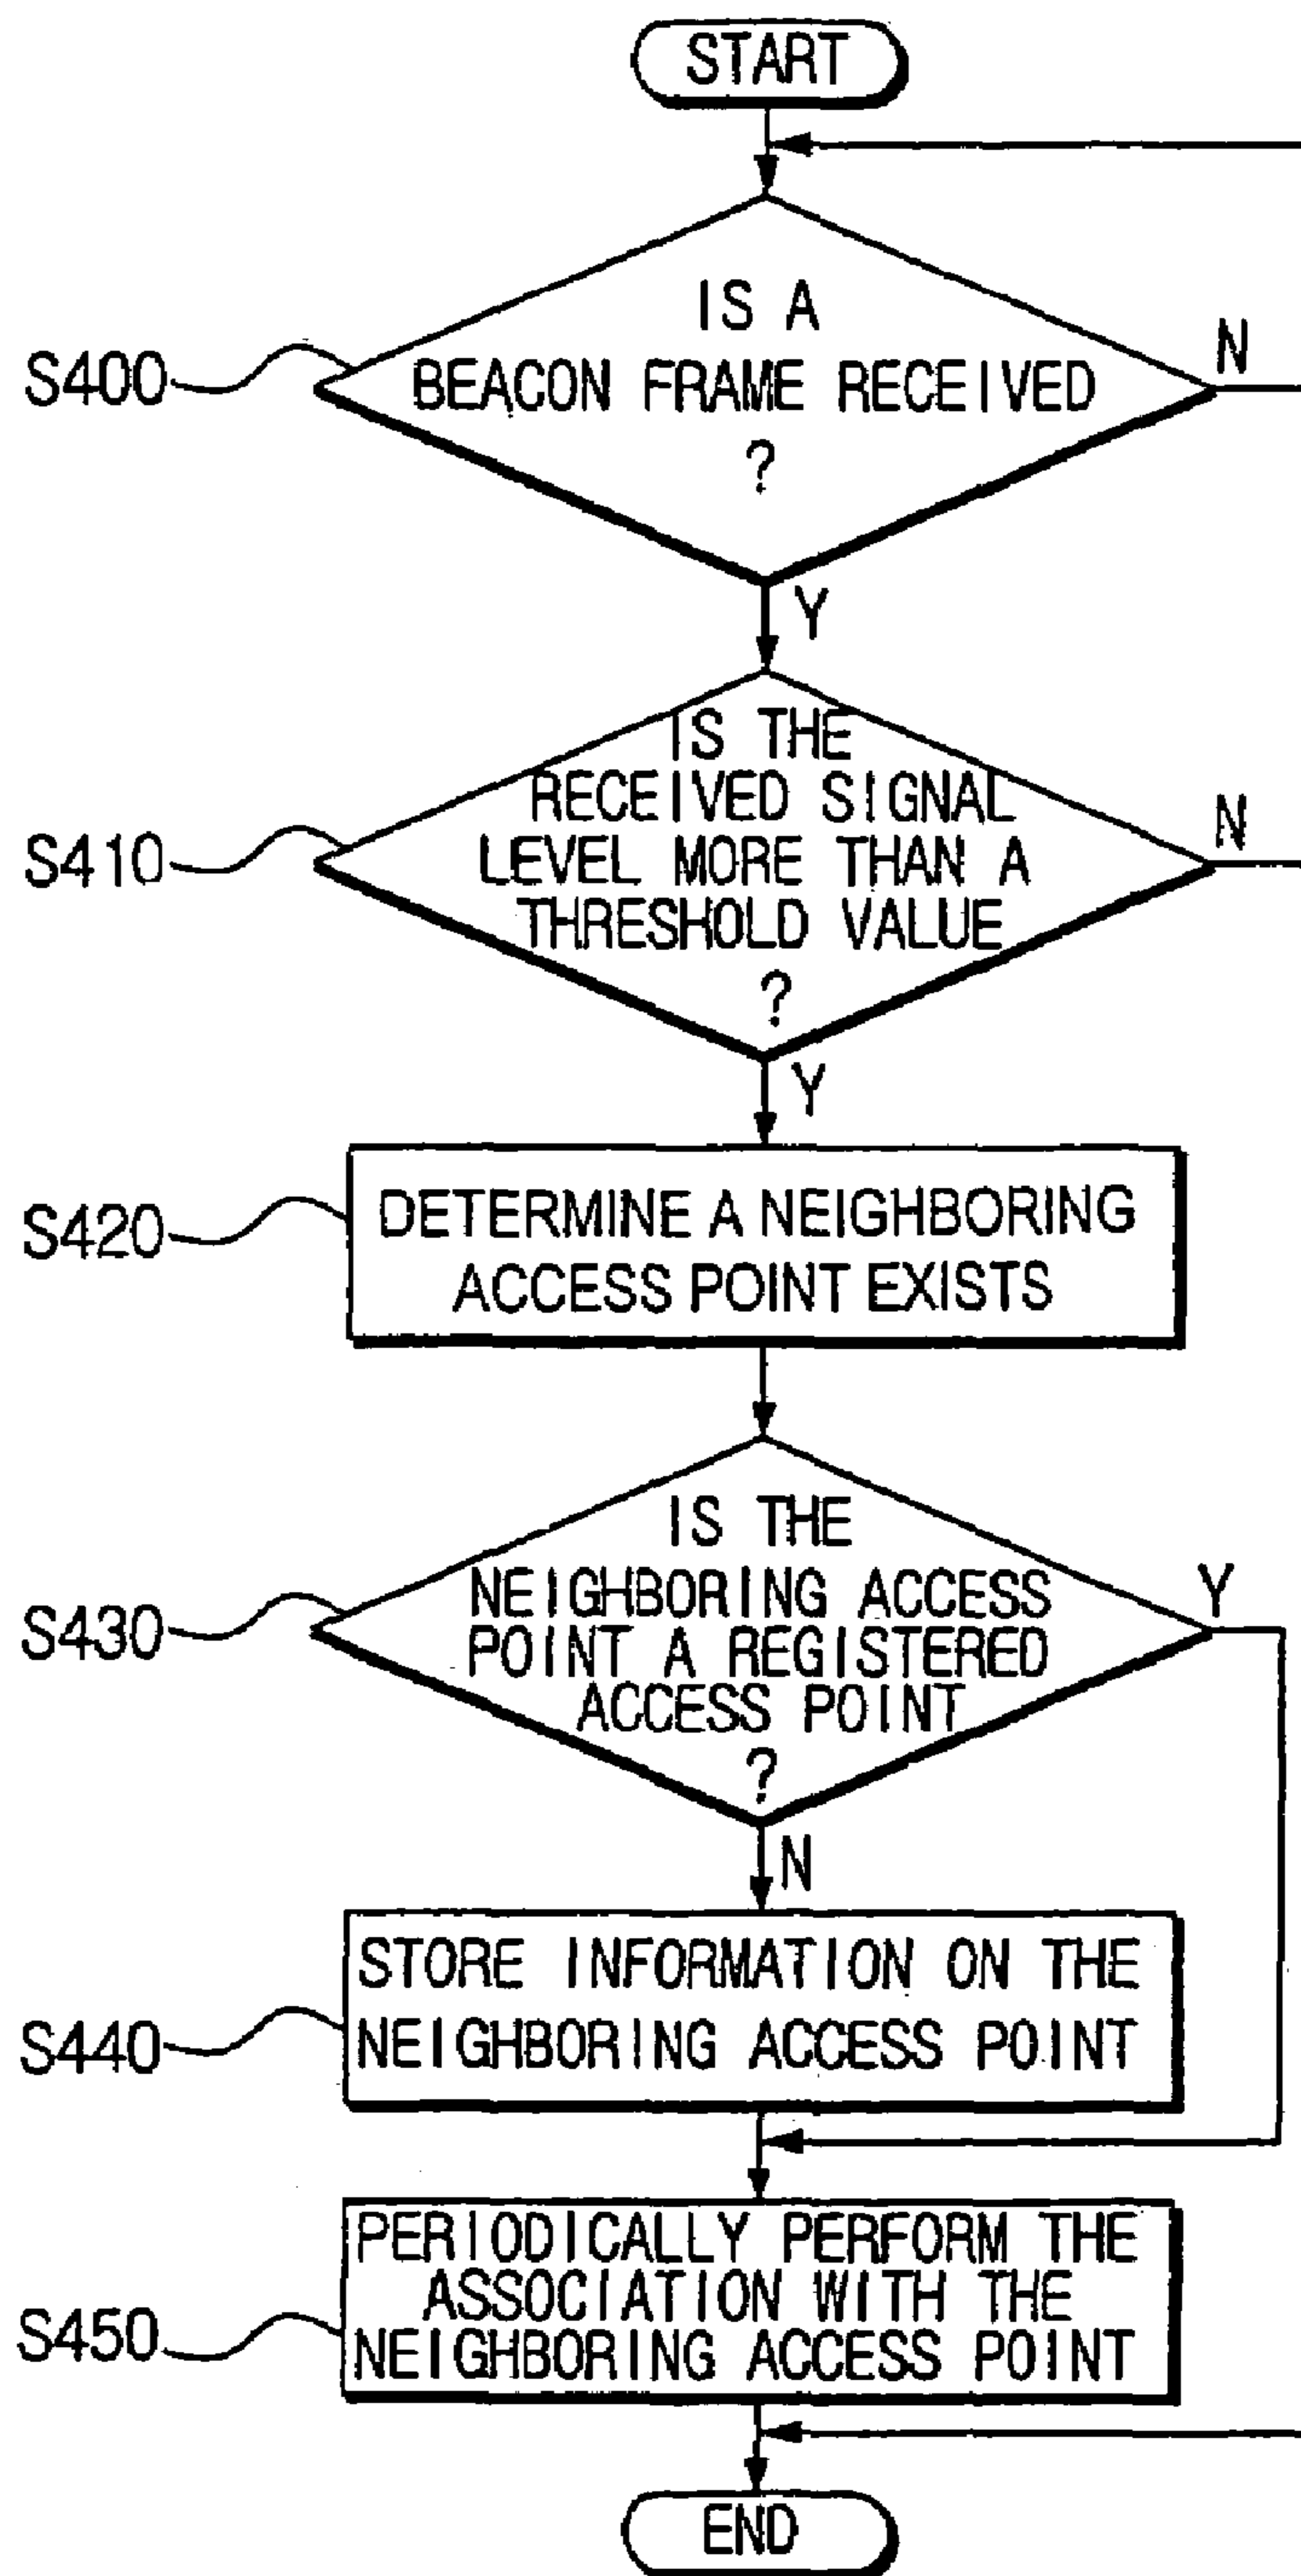 START
IS A
BEACON FRAME RECEIVED
?
S400
N
Y
IS THE
RECEIVED SIGNAL
LEVEL MORE THAN A
THRESHOLD VALUE
?
S410
N
Y
S420
DETERMINE A NEIGHBORING
ACCESS POINT EXISTS
IS THE
NEIGHBORING ACCESS
POINT A REGISTERED
ACCESS POINT
?
S430
Y
N
STORE INFORMATION ON THE
NEIGHBORING ACCESS POINT
S440
PERIODICALLY PERFORM THE
ASSOCIATION WITH THE
NEIGHBORING ACCESS POINT
S450
END